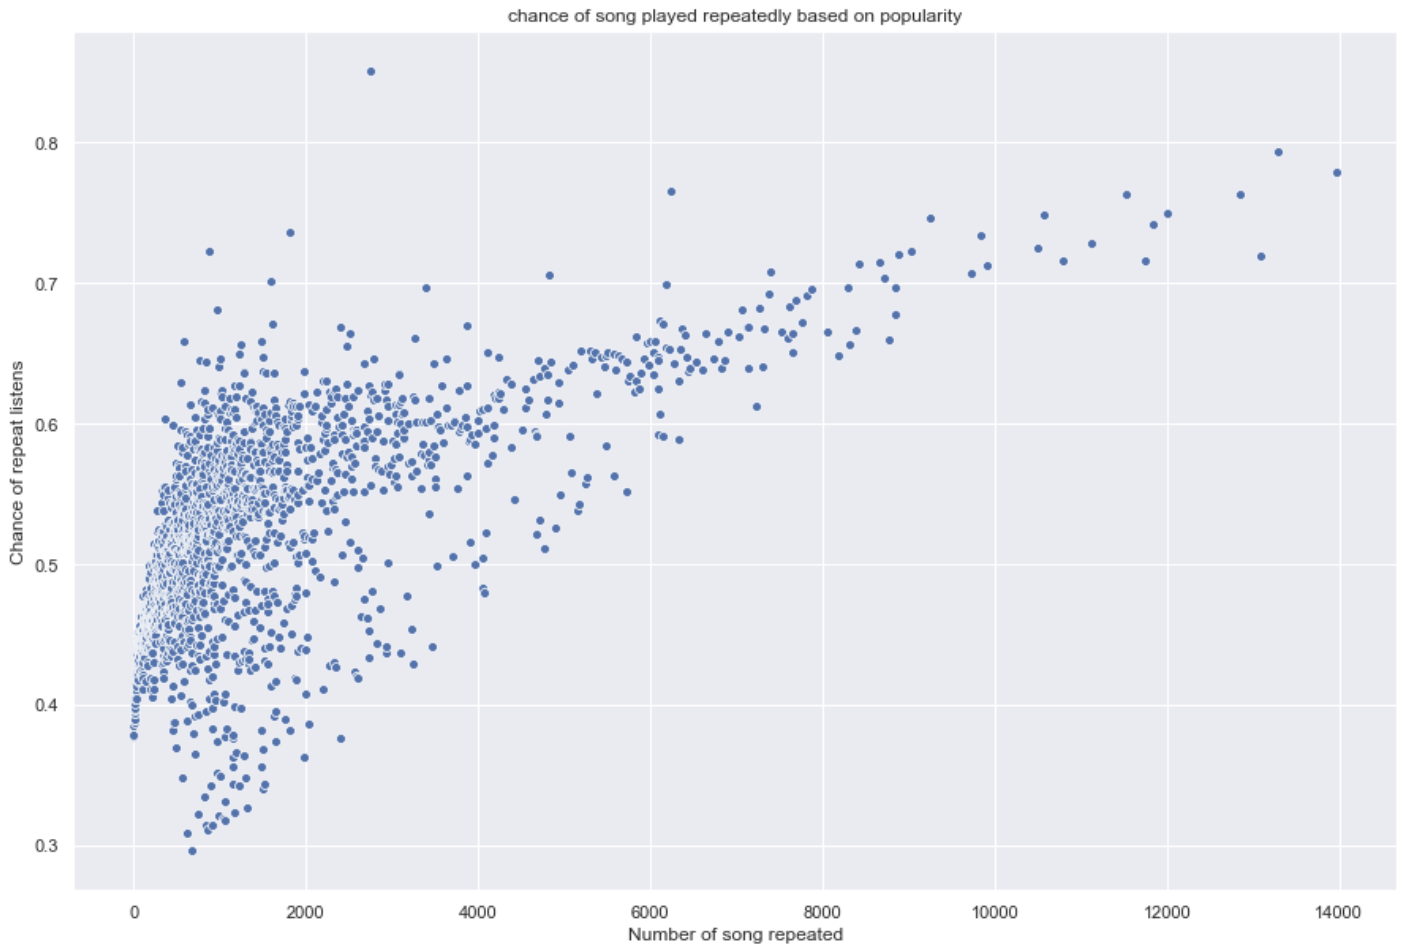 chance of song played repeatedly based on popularity
Chance of repeat listens
0.8
0.7
0.6
0.5
0.4
0.3
0 2000 4000 6000 8000 10000 12000 14000
Number of song repeated